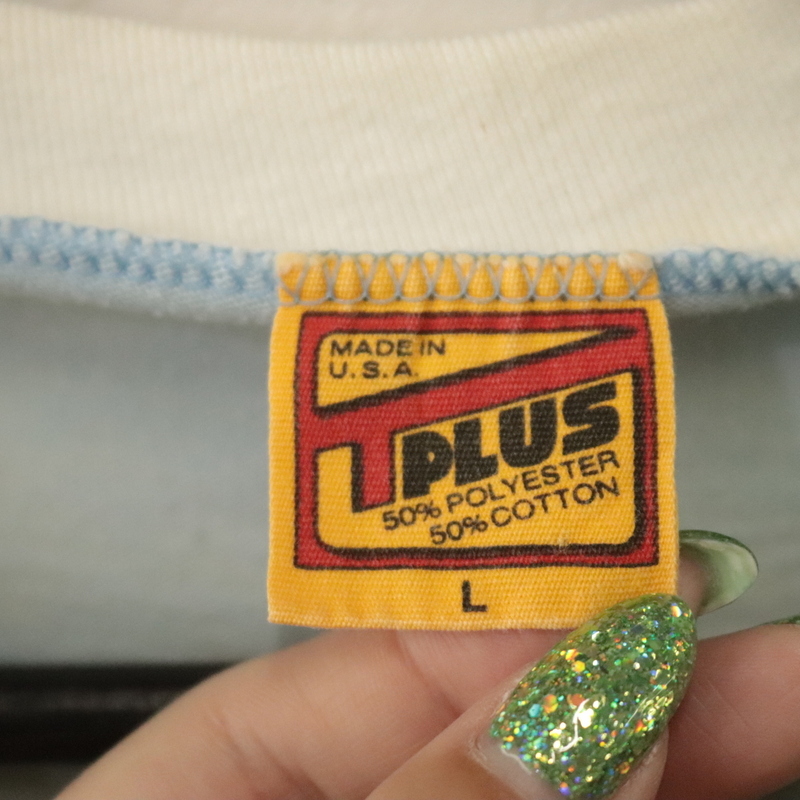 MADE IN
U.S.A.
T PLUS
50% POLYESTER
50% COTTON
L